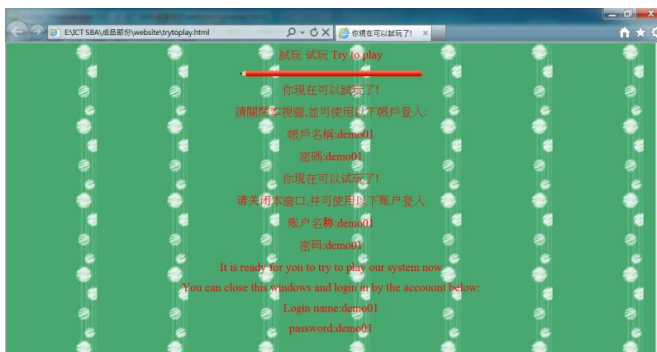 E:\ICT SBA\成品部份\website\trytoplay.html
你現在可以試玩了!
試玩 试玩 Try to play
你現在可以試玩了!
請關閉本視窗,並可使用以下帳戶登入:
帳戶名稱:demo01
密碼:demo01
你现在可以试玩了!
请关闭本窗口,并可使用以下账户登入
账户名称:demo01
密码:demo01
It is ready for you to try to play our system now
You can close this windows and login in by the accouont below:
Login name:demo01
password:demo01